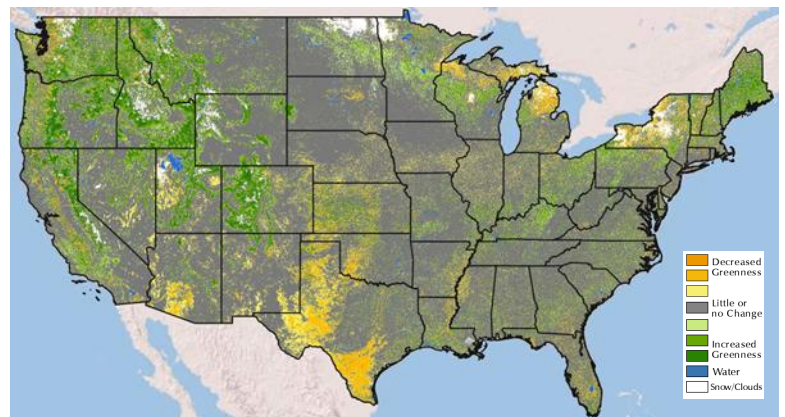 Decreased
Greenness
Little or
no Change
Increased
Greenness
Water
Snow/Clouds